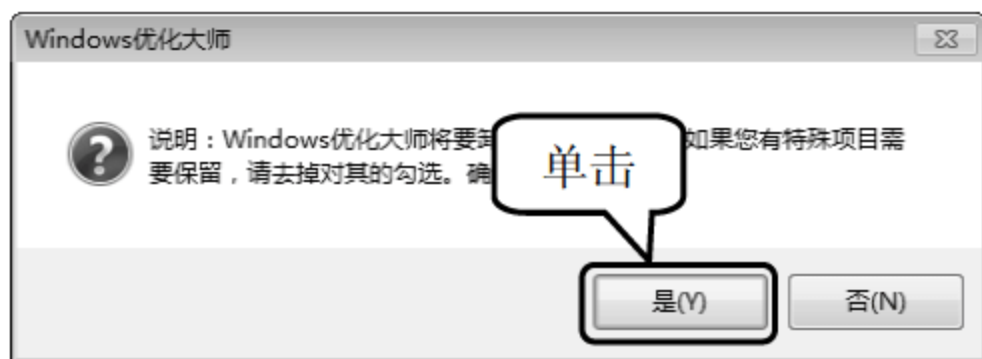 Windows优化大师
说明：Windows优化大师将要 如果您有特殊项目需
要保留，请去掉对其的勾选。确
单击
是(Y)
否(N)